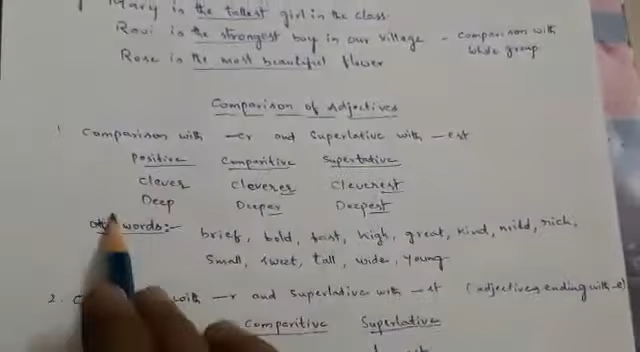 Mary is the tallest girl in the class.
Ravi is the strongest boy in our village - comparison with whole group
Rose is the most beautiful flower
Comparison of Adjectives
1. Comparison with -er and Superlative with -est
Positive Comparitive Superlative
Clever Cleverer Cleverest
Deep Deeper Deepest
words:- brief, bold, fast, high, great, kind, mild, rich,
Small, sweet, tall, wide, young
2. with -r and Superlative with -st (adjectives ending with -e)
Comparitive Superlative